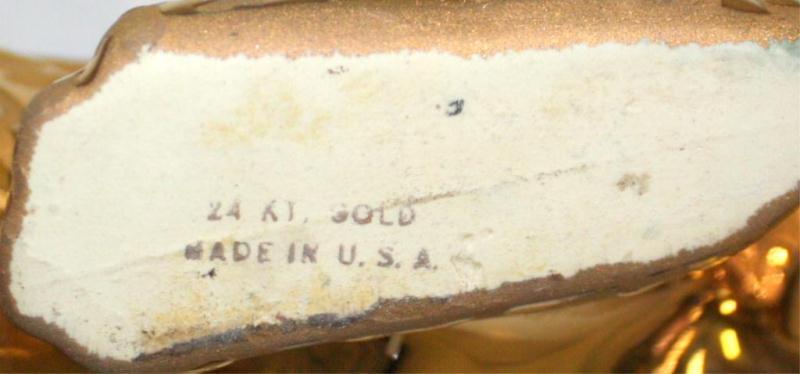 24 KT. GOLD
MADE IN U.S.A.